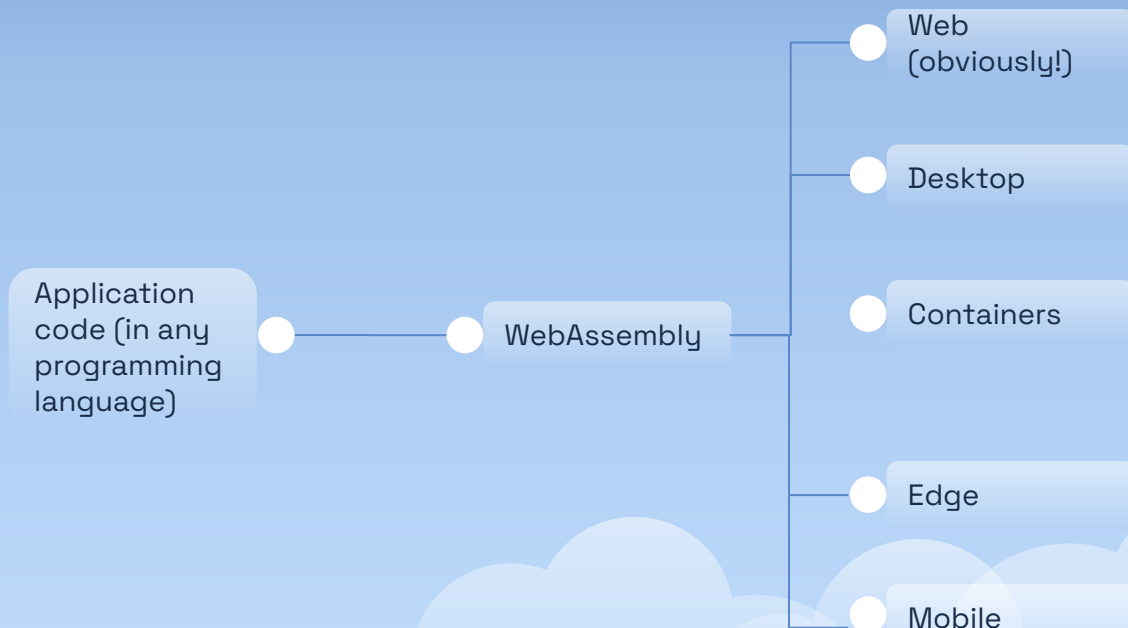 Application
code (in any
programming
language)
WebAssembly
Web
(obviously!)
Desktop
Containers
Edge
Mobile